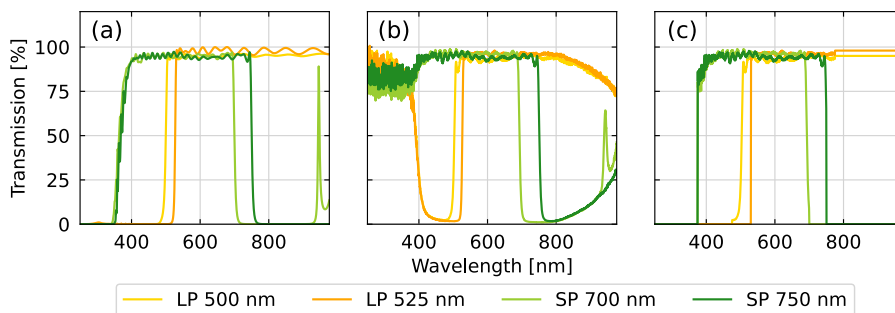 (a) (b) (c)
Transmission [%]
100
75
50
25
0
400 600 800 400 600 800 400 600 800
Wavelength [nm]
LP 500 nm LP 525 nm SP 700 nm SP 750 nm